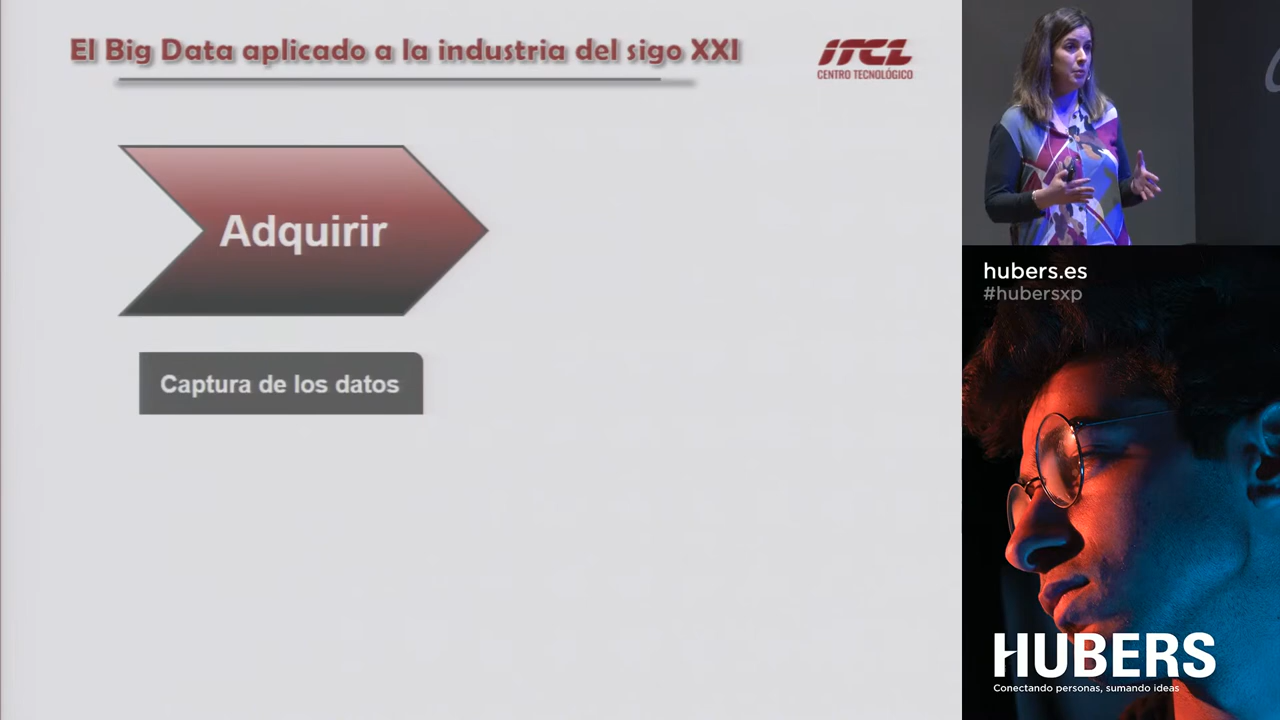 El Big Data aplicado a la industria del sigo XXI
ITCL
CENTRO TECNOLÓGICO
Adquirir
Captura de los datos
hubers.es
#hubersxp
HUBERS
Conectando personas, sumando ideas